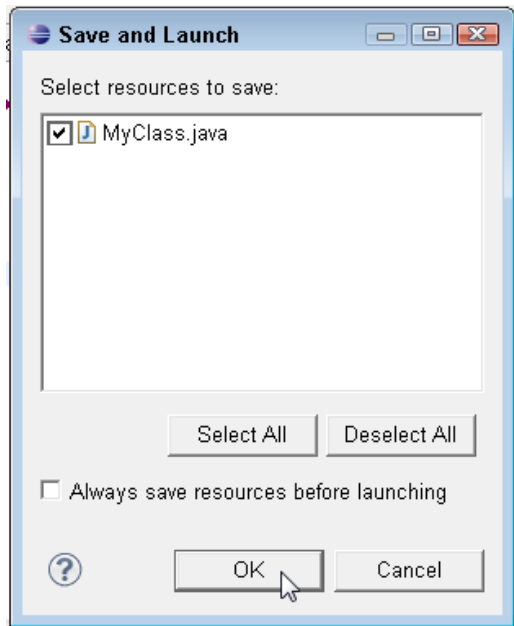 Save and Launch
Select resources to save:
MyClass.java
Select All
Deselect All
Always save resources before launching
OK
Cancel